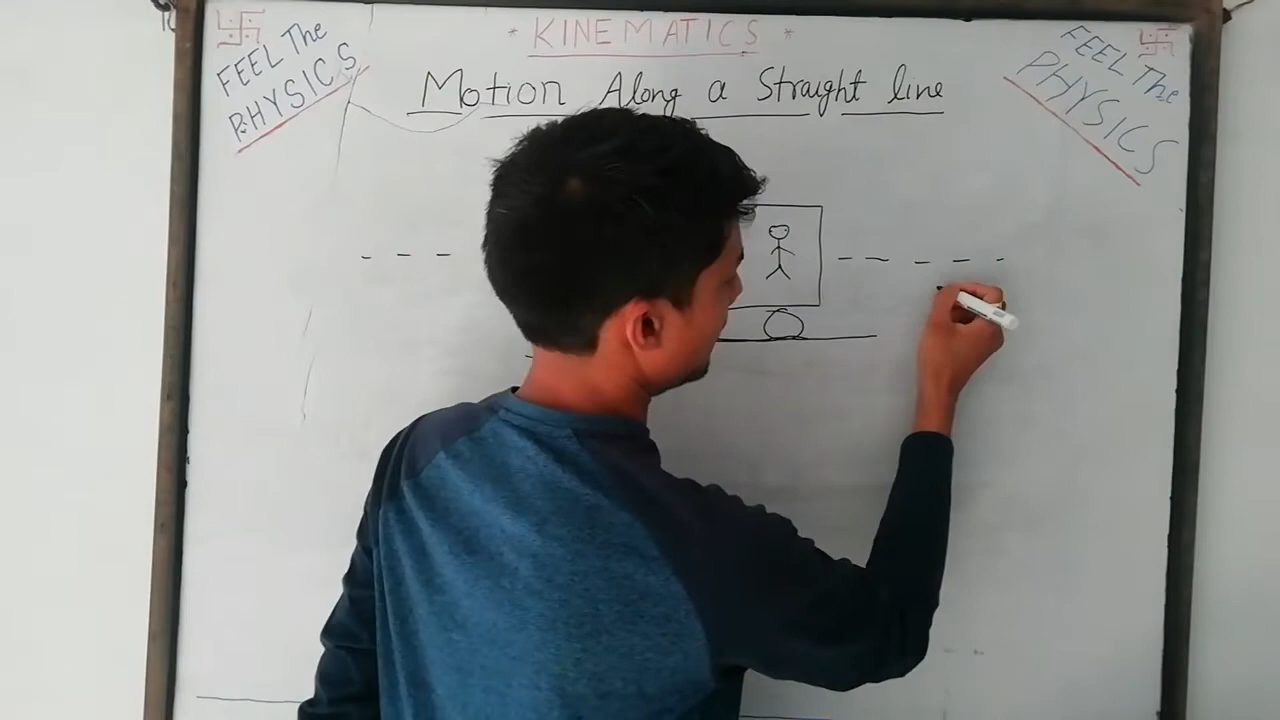 * KINEMATICS *
FEEL The
PHYSICS
Motion Along a Straight line
FEEL The
PHYSICS